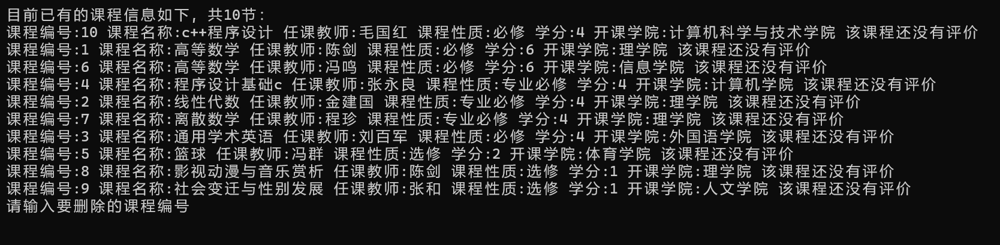 目前已有的课程信息如下, 共10节:
课程编号:10 课程名称:c++程序设计 任课教师:毛国红 课程性质:必修 学分:4 开课学院:计算机科学与技术学院 该课程还没有评价
课程编号:1 课程名称:高等数学 任课教师:陈剑 课程性质:必修 学分:6 开课学院:理学院 该课程还没有评价
课程编号:6 课程名称:高等数学 任课教师:冯鸣 课程性质:必修 学分:6 开课学院:信息学院 该课程还没有评价
课程编号:4 课程名称:程序设计基础c 任课教师:张永良 课程性质:专业必修 学分:4 开课学院:计算机学院 该课程还没有评价
课程编号:2 课程名称:线性代数 任课教师:金建国 课程性质:专业必修 学分:4 开课学院:理学院 该课程还没有评价
课程编号:7 课程名称:离散数学 任课教师:程珍 课程性质:专业必修 学分:4 开课学院:理学院 该课程还没有评价
课程编号:3 课程名称:通用学术英语 任课教师:刘百军 课程性质:必修 学分:4 开课学院:外国语学院 该课程还没有评价
课程编号:5 课程名称:篮球 任课教师:冯群 课程性质:选修 学分:2 开课学院:体育学院 该课程还没有评价
课程编号:8 课程名称:影视动漫与音乐赏析 任课教师:陈剑 课程性质:选修 学分:1 开课学院:理学院 该课程还没有评价
课程编号:9 课程名称:社会变迁与性别发展 任课教师:张和 课程性质:选修 学分:1 开课学院:人文学院 该课程还没有评价
请输入要删除的课程编号